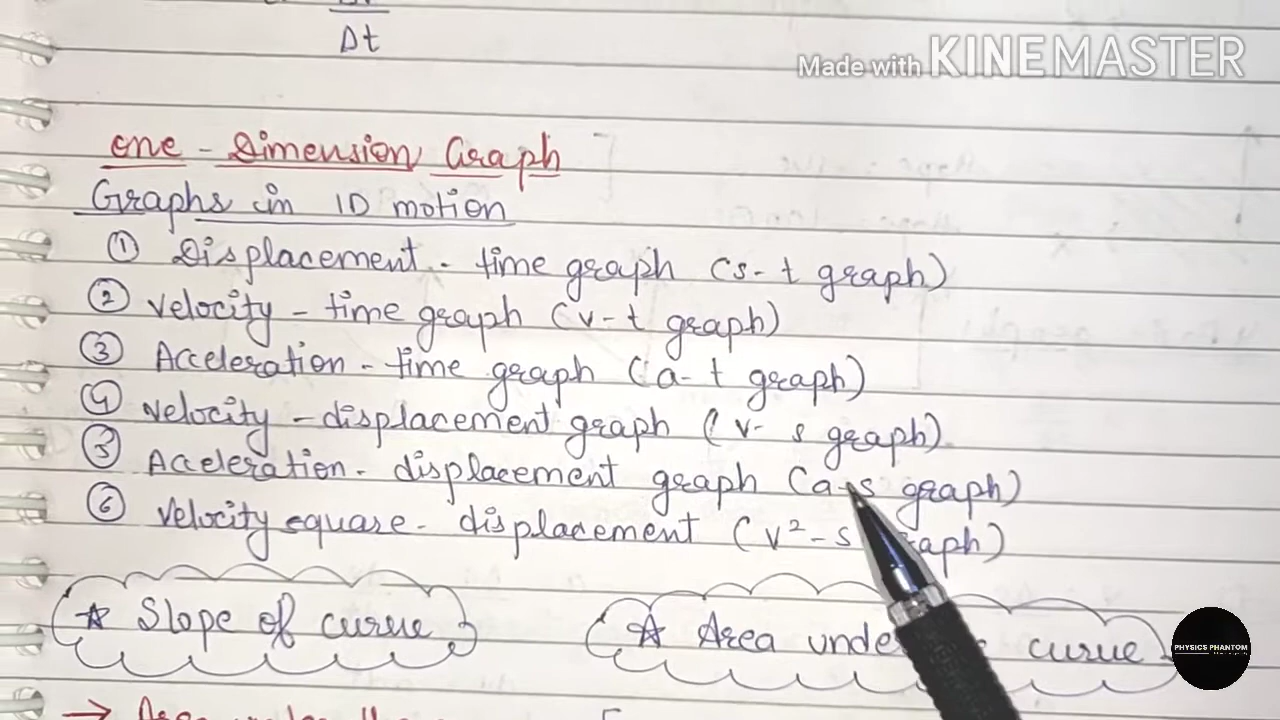 Δt
Made with KINEMASTER
one - Dimension Graph
Graphs in 1D motion
① Displacement - time graph (s-t graph)
② velocity - time graph (v-t graph)
③ Acceleration - time graph (a-t graph)
④ velocity - displacement graph (v-s graph)
⑤ Acceleration - displacement graph (a-s graph)
⑥ velocity square - displacement (v²-s graph)
☆ Slope of curve
☆ Area under curve
PHYSICS PHANTOM